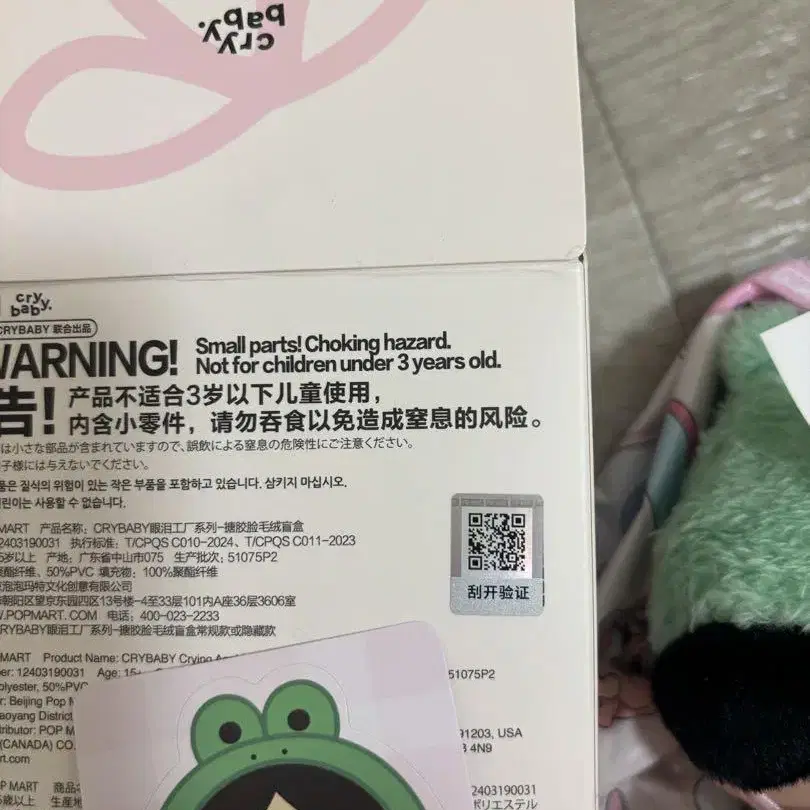 cry
baby.
cry
baby.
CRYBABY 联合出品
WARNING! Small parts! Choking hazard.
Not for children under 3 years old.
告! 产品不适合3岁以下儿童使用，
内含小零件，请勿吞食以免造成窒息的风险。
は小さな部品が含まれていますので、誤飲による窒息の危険性にご注意ください。
子様には与えないでください。
품은 질식의 위험이 있는 작은 부품을 포함하고 있습니다. 삼키지 마십시오.
린이는 사용할 수 없습니다.
MART 产品名称：CRYBABY眼泪工厂系列-搪胶脸毛绒盲盒
12403190031 执行标准：T/CPQS C010-2024、T/CPQS C011-2023
5岁以上 产地：广东省中山市075 生产批次：51075P2
聚酯纤维、50%PVC 填充物：100%聚酯纤维
泡泡玛特文化创意有限公司
朝阳区望京东园四区13号楼-4至33层101内A座36层3606室
.POPMART.COM 电话：400-023-2233
CRYBABY眼泪工厂系列-搪胶脸毛绒盲盒常规款或隐藏款
刮开验证
MART Product Name: CRYBABY Crying
er: 12403190031 Age: 15+
51075P2
olyester, 50%PVC
r: Beijing Pop M
aoyang District
91203, USA
tributor: POP M
4N9
(CANADA) CO.
rt.com
MART 商品名
2403190031
岁以上 生产地
ポリエステル